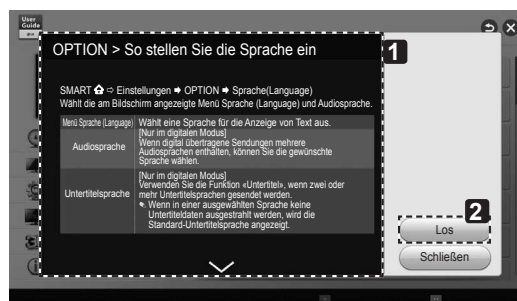 User
Guide
OPTION > So stellen Sie die Sprache ein
1
SMART ⇨ Einstellungen ➡ OPTION ➡ Sprache(Language)
Wählt die am Bildschirm angezeigte Menü Sprache (Language) und Audiosprache.
Menü Sprache (Language) Wählt eine Sprache für die Anzeige von Text aus.
Audiosprache
[Nur im digitalen Modus]
Wenn digital übertragene Sendungen mehrere
Audiosprachen enthalten, können Sie die gewünschte
Sprache wählen.
Untertitelsprache
[Nur im digitalen Modus]
Verwenden Sie die Funktion «Untertitel», wenn zwei oder
mehr Untertitelsprachen gesendet werden.
Wenn in einer ausgewählten Sprache keine
Untertiteldaten ausgestrahlt werden, wird die
Standard-Untertitelsprache angezeigt.
2
Los
Schließen